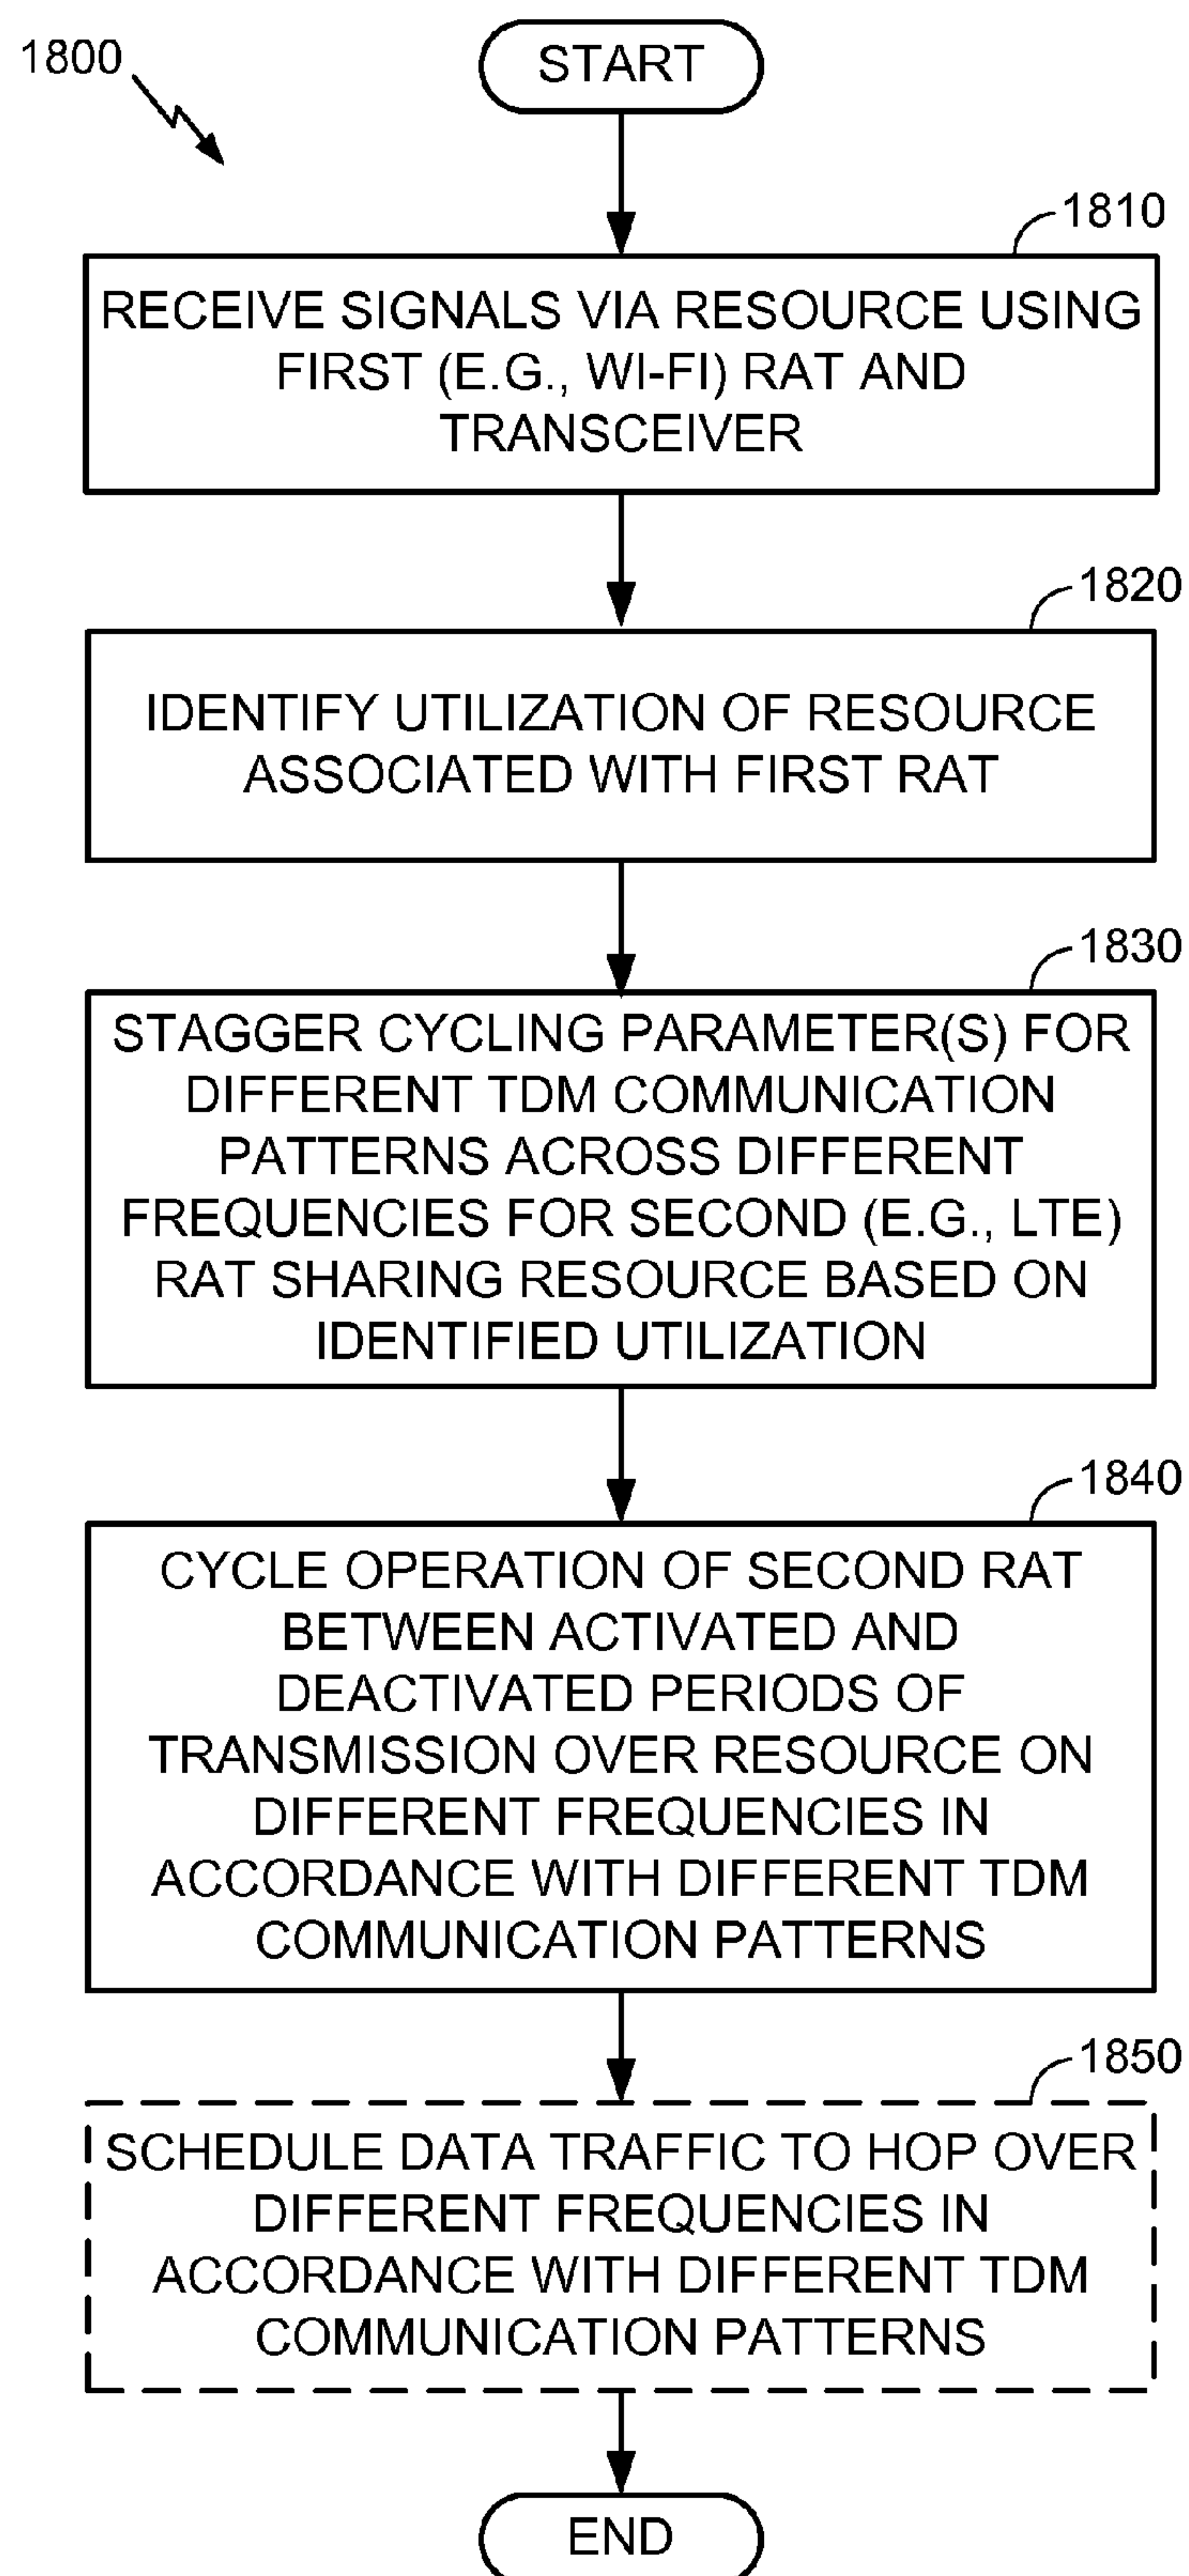 1800
START
1810
RECEIVE SIGNALS VIA RESOURCE USING
FIRST (E.G., WI-FI) RAT AND
TRANSCEIVER
1820
IDENTIFY UTILIZATION OF RESOURCE
ASSOCIATED WITH FIRST RAT
1830
STAGGER CYCLING PARAMETER(S) FOR
DIFFERENT TDM COMMUNICATION
PATTERNS ACROSS DIFFERENT
FREQUENCIES FOR SECOND (E.G., LTE)
RAT SHARING RESOURCE BASED ON
IDENTIFIED UTILIZATION
1840
CYCLE OPERATION OF SECOND RAT
BETWEEN ACTIVATED AND
DEACTIVATED PERIODS OF
TRANSMISSION OVER RESOURCE ON
DIFFERENT FREQUENCIES IN
ACCORDANCE WITH DIFFERENT TDM
COMMUNICATION PATTERNS
1850
SCHEDULE DATA TRAFFIC TO HOP OVER
DIFFERENT FREQUENCIES IN
ACCORDANCE WITH DIFFERENT TDM
COMMUNICATION PATTERNS
END